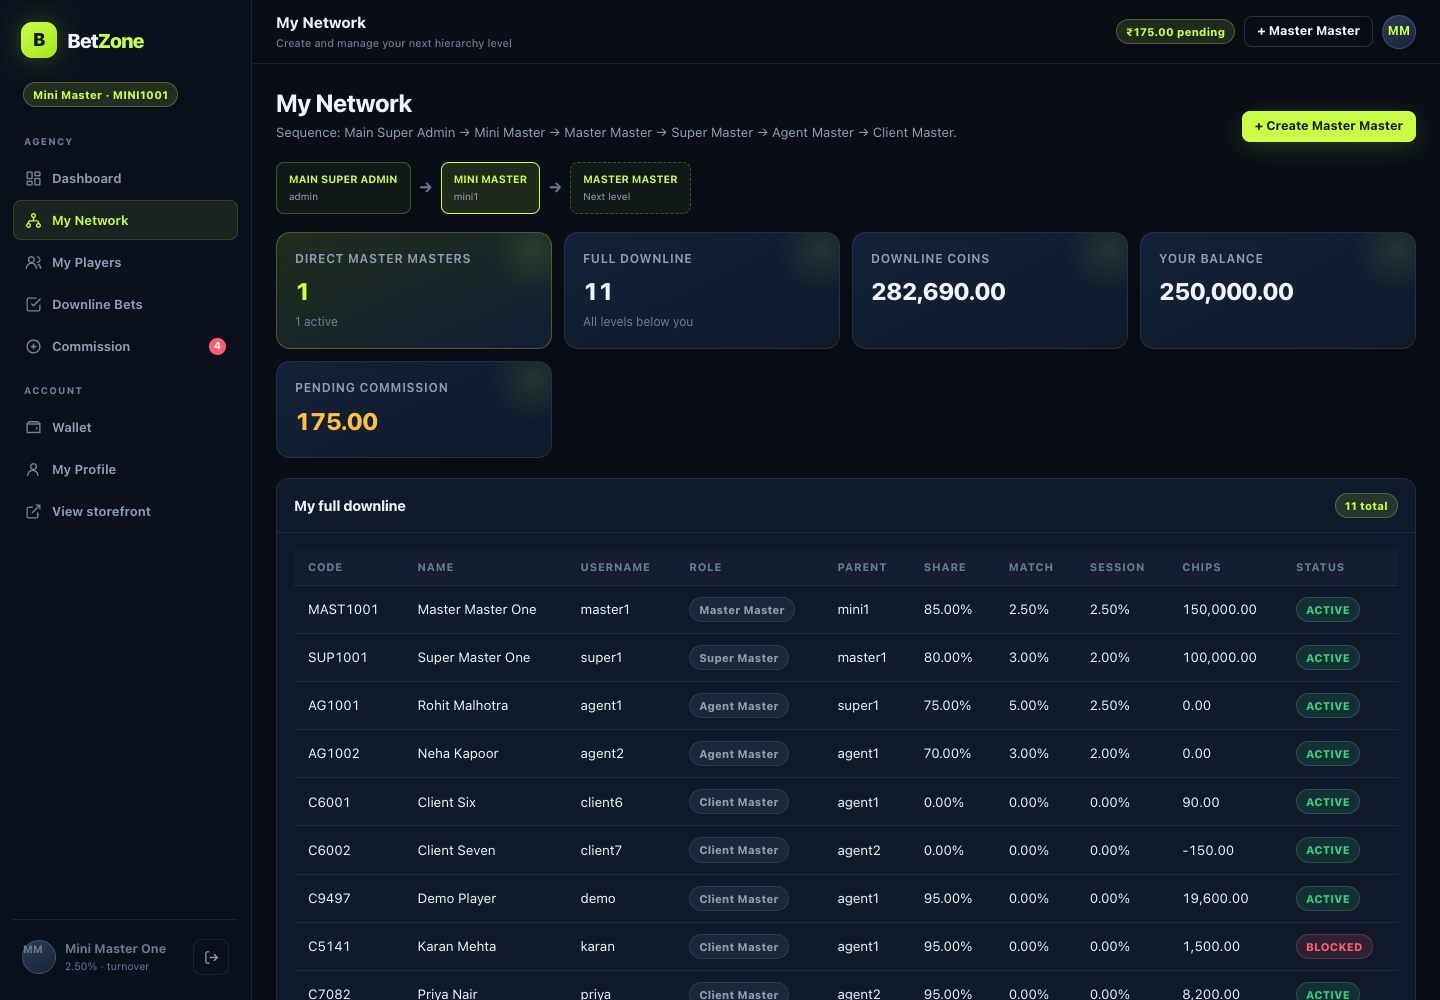 B BetZone
Mini Master · MINI1001
AGENCY
Dashboard
My Network
My Players
Downline Bets
Commission 4
ACCOUNT
Wallet
My Profile
View storefront
MM
Mini Master One
2.50% · turnover
My Network
Create and manage your next hierarchy level
₹175.00 pending
+ Master Master
MM
My Network
Sequence: Main Super Admin → Mini Master → Master Master → Super Master → Agent Master → Client Master.
+ Create Master Master
MAIN SUPER ADMIN
admin
→
MINI MASTER
mini1
→
MASTER MASTER
Next level
DIRECT MASTER MASTERS
1
1 active
FULL DOWNLINE
11
All levels below you
DOWNLINE COINS
282,690.00
YOUR BALANCE
250,000.00
PENDING COMMISSION
175.00
My full downline
11 total
CODE NAME USERNAME ROLE PARENT SHARE MATCH SESSION CHIPS STATUS
MAST1001 Master Master One master1 Master Master mini1 85.00% 2.50% 2.50% 150,000.00 ACTIVE
SUP1001 Super Master One super1 Super Master master1 80.00% 3.00% 2.00% 100,000.00 ACTIVE
AG1001 Rohit Malhotra agent1 Agent Master super1 75.00% 5.00% 2.50% 0.00 ACTIVE
AG1002 Neha Kapoor agent2 Agent Master agent1 70.00% 3.00% 2.00% 0.00 ACTIVE
C6001 Client Six client6 Client Master agent1 0.00% 0.00% 0.00% 90.00 ACTIVE
C6002 Client Seven client7 Client Master agent2 0.00% 0.00% 0.00% -150.00 ACTIVE
C9497 Demo Player demo Client Master agent1 95.00% 0.00% 0.00% 19,600.00 ACTIVE
C5141 Karan Mehta karan Client Master agent1 95.00% 0.00% 0.00% 1,500.00 BLOCKED
C7082 Priya Nair priya Client Master agent2 95.00% 0.00% 0.00% 8,200.00 ACTIVE